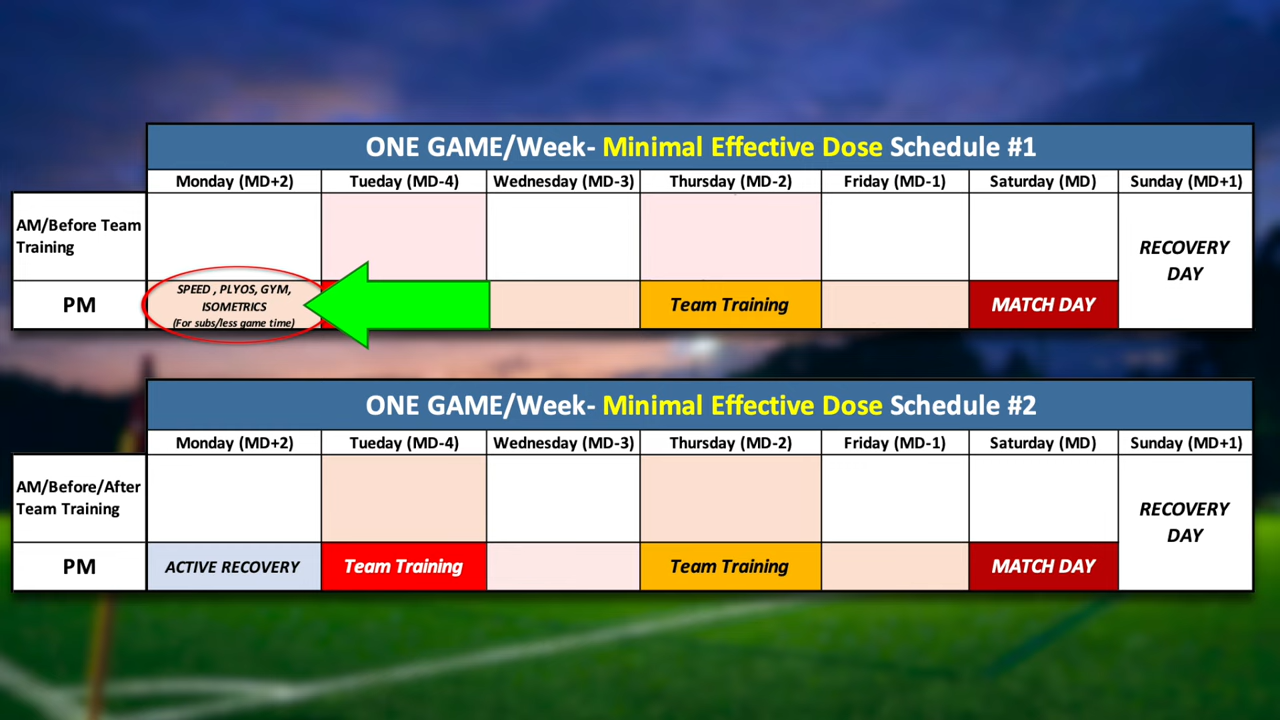 ONE GAME/Week- Minimal Effective Dose Schedule #1
Monday (MD+2) Tueday (MD-4) Wednesday (MD-3) Thursday (MD-2) Friday (MD-1) Saturday (MD) Sunday (MD+1)
AM/Before Team
Training
RECOVERY
DAY
PM
SPEED , PLYOS, GYM,
ISOMETRICS
(For subs/less game time)
Team Training
MATCH DAY
ONE GAME/Week- Minimal Effective Dose Schedule #2
Monday (MD+2) Tueday (MD-4) Wednesday (MD-3) Thursday (MD-2) Friday (MD-1) Saturday (MD) Sunday (MD+1)
AM/Before/After
Team Training
RECOVERY
DAY
PM ACTIVE RECOVERY Team Training Team Training MATCH DAY